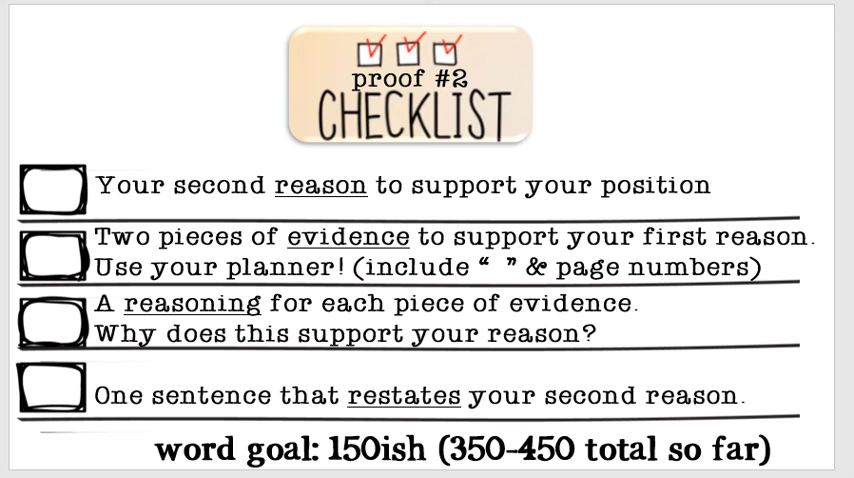 proof #2
CHECKLIST
Your second reason to support your position
Two pieces of evidence to support your first reason.
Use your planner! (include “ ” & page numbers)
A reasoning for each piece of evidence.
Why does this support your reason?
One sentence that restates your second reason.
word goal: 150ish (350-450 total so far)